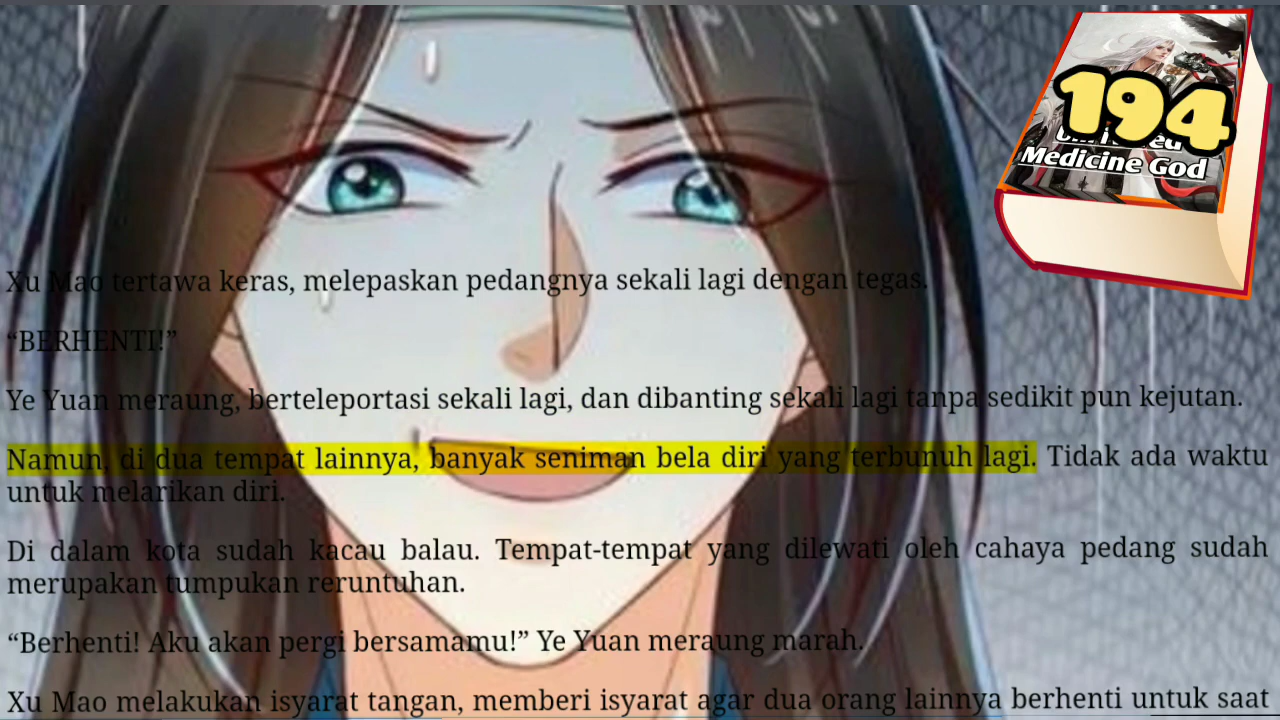 194
Medicine God
Xu Mao tertawa keras, melepaskan pedangnya sekali lagi dengan tegas.
“BERHENTI!”
Ye Yuan meraung, berteleportasi sekali lagi, dan dibanting sekali lagi tanpa sedikit pun kejutan.
Namun, di dua tempat lainnya, banyak seniman bela diri yang terbunuh lagi. Tidak ada waktu
untuk melarikan diri.
Di dalam kota sudah kacau balau. Tempat-tempat yang dilewati oleh cahaya pedang sudah
merupakan tumpukan reruntuhan.
“Berhenti! Aku akan pergi bersamamu!” Ye Yuan meraung marah.
Xu Mao melakukan isyarat tangan, memberi isyarat agar dua orang lainnya berhenti untuk saat